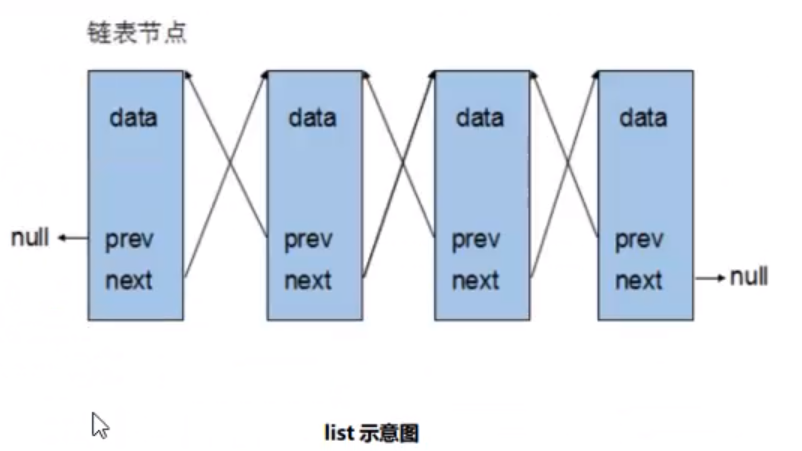 链表节点
data data data data
null prev prev prev prev
next next next next null
list 示意图